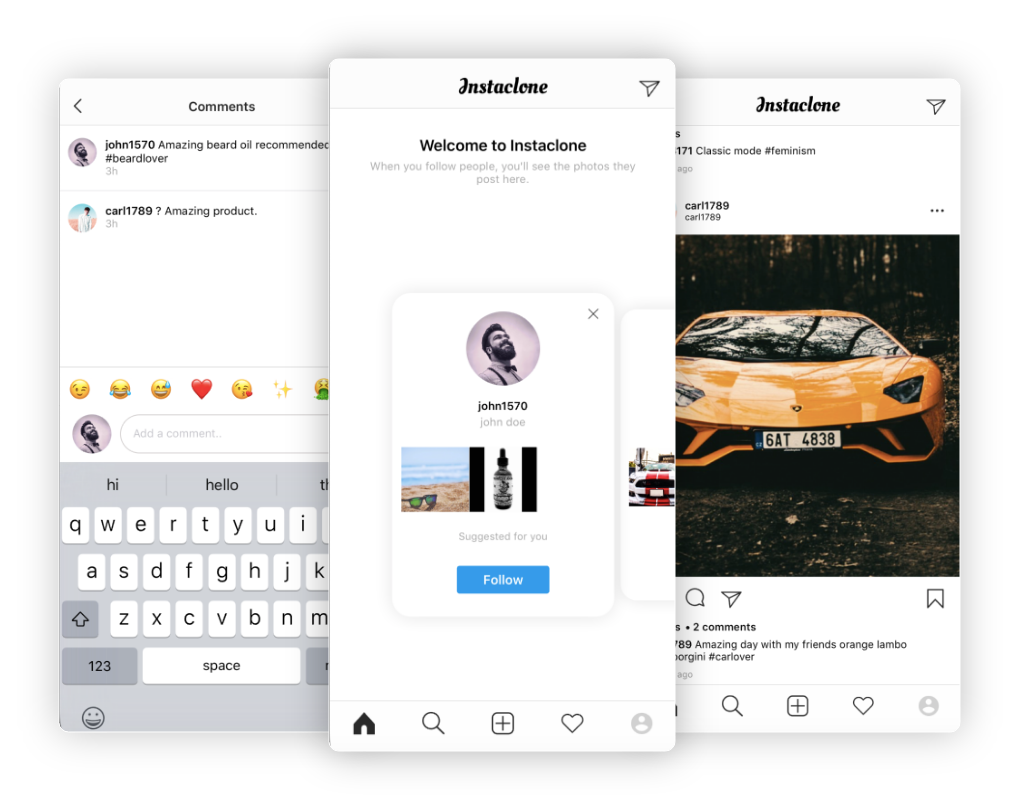 Comments
john1570 Amazing beard oil recommended
#beardlover
3h
carl1789 ? Amazing product.
3h
Add a comment..
hi hello th
q w e r t y u i
a s d f g h j k
z x c v b n m
123 space
Instaclone
Welcome to Instaclone
When you follow people, you'll see the photos they
post here.
john1570
john doe
Suggested for you
Follow
Instaclone
s
171 Classic mode #feminism
ago
carl1789
carl1789
6AT 4838
s • 2 comments
789 Amazing day with my friends orange lambo
orgini #carlover
ago